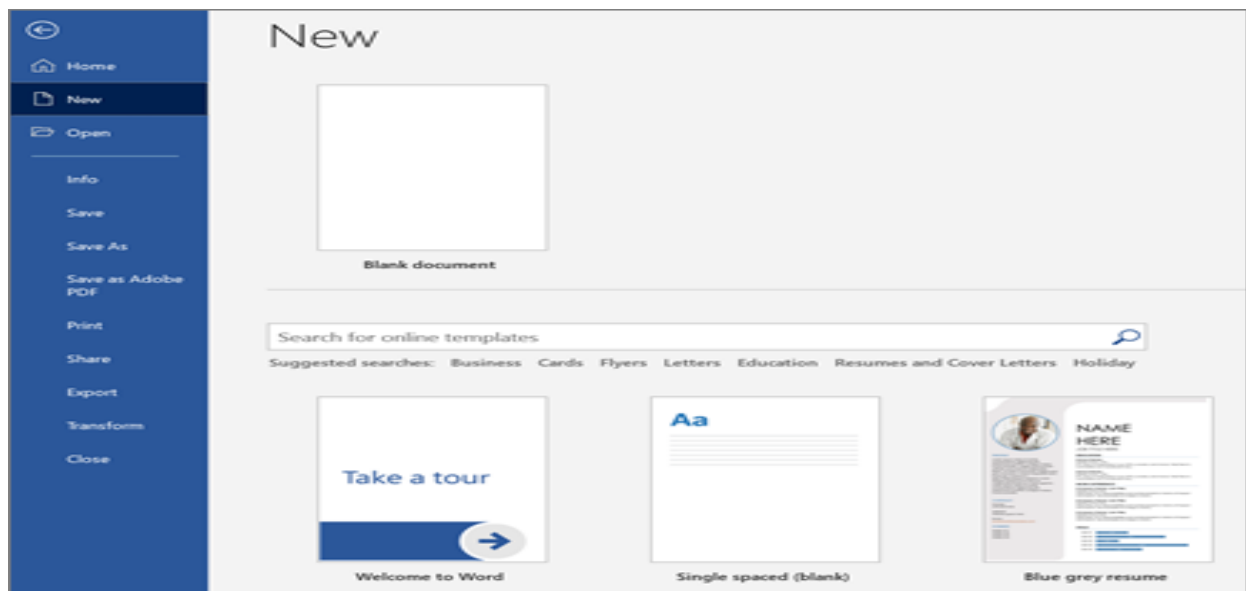 New
Home
New
Open
Info
Save
Save As
Save as Adobe
PDF
Print
Share
Export
Transform
Close
Blank document
Search for online templates
Suggested searches: Business Cards Flyers Letters Education Resumes and Cover Letters Holiday
Take a tour
Aa
NAME
HERE
Welcome to Word
Single spaced (blank)
Blue grey resume